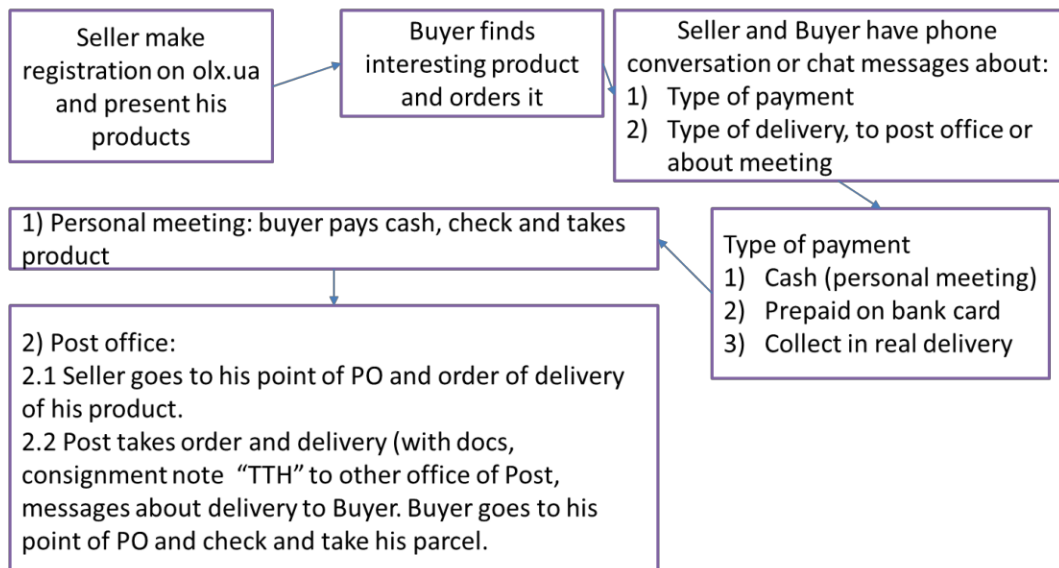 Seller make
registration on olx.ua
and present his
products
Buyer finds
interesting product
and orders it
Seller and Buyer have phone
conversation or chat messages about:
1) Type of payment
2) Type of delivery, to post office or
about meeting
Type of payment
1) Cash (personal meeting)
2) Prepaid on bank card
3) Collect in real delivery
1) Personal meeting: buyer pays cash, check and takes
product
2) Post office:
2.1 Seller goes to his point of PO and order of delivery
of his product.
2.2 Post takes order and delivery (with docs,
consignment note “TTH” to other office of Post,
messages about delivery to Buyer. Buyer goes to his
point of PO and check and take his parcel.